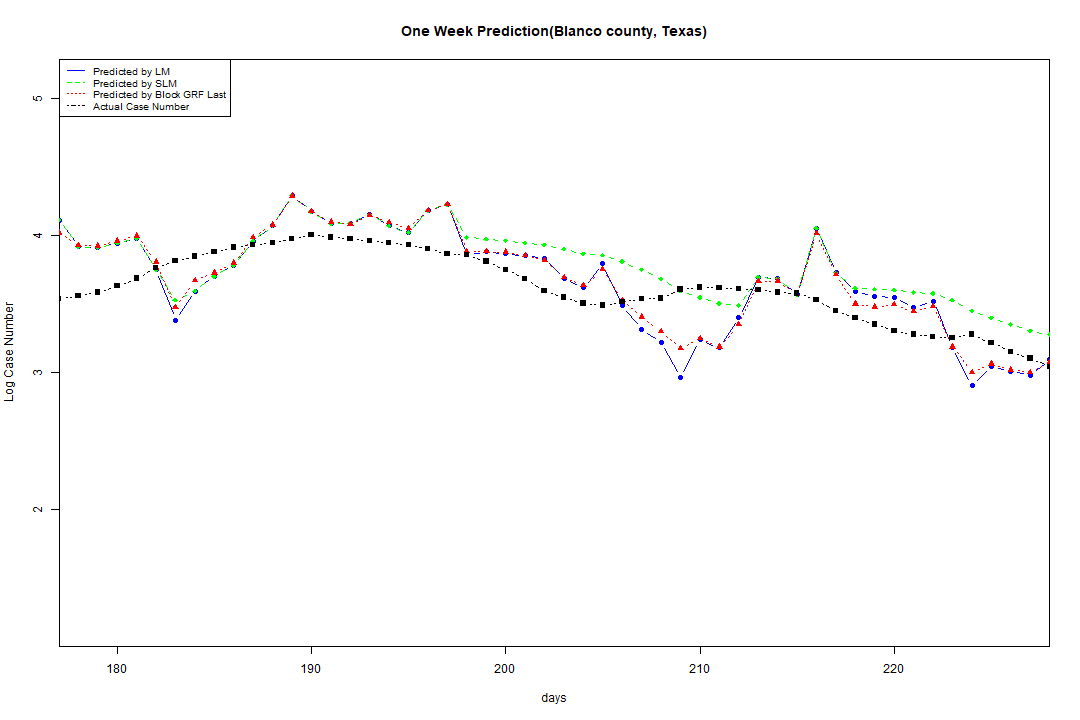 One Week Prediction(Blanco county, Texas)
Predicted by LM
Predicted by SLM
Predicted by Block GRF Last
Actual Case Number
5
4
3
2
Log Case Number
180 190 200 210 220
days